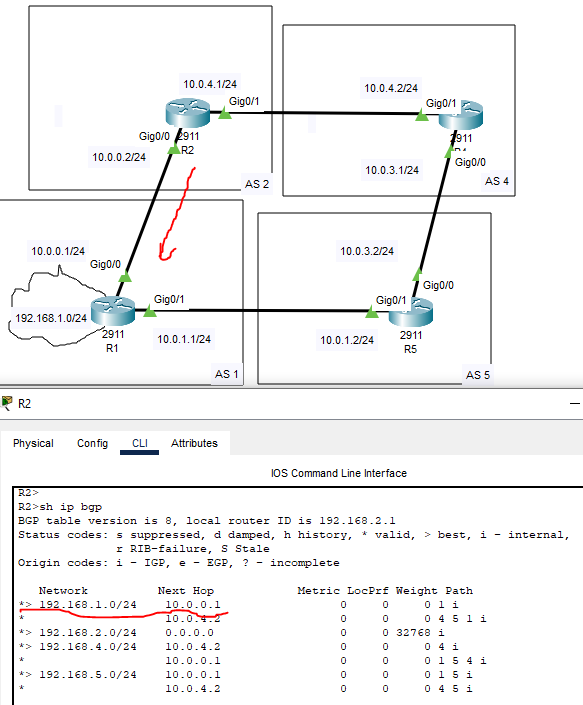 10.0.4.1/24
10.0.4.2/24
Gig0/1
Gig0/1
Gig0/0
2911
R2
2911
R4
10.0.0.2/24
Gig0/0
10.0.3.1/24
AS 2
AS 4
10.0.0.1/24
10.0.3.2/24
Gig0/0
Gig0/0
Gig0/1
Gig0/1
192.168.1.0/24
2911
R1
10.0.1.1/24
10.0.1.2/24
2911
R5
AS 1
AS 5
R2
Physical Config CLI Attributes
IOS Command Line Interface
R2>
R2>sh ip bgp
BGP table version is 8, local router ID is 192.168.2.1
Status codes: s suppressed, d damped, h history, * valid, > best, i - internal,
r RIB-failure, S Stale
Origin codes: i - IGP, e - EGP, ? - incomplete
Network Next Hop Metric LocPrf Weight Path
*> 192.168.1.0/24 10.0.0.1 0 0 0 1 i
* 10.0.4.2 0 0 0 4 5 1 i
*> 192.168.2.0/24 0.0.0.0 0 0 32768 i
*> 192.168.4.0/24 10.0.4.2 0 0 0 4 i
* 10.0.0.1 0 0 0 1 5 4 i
*> 192.168.5.0/24 10.0.0.1 0 0 0 1 5 i
* 10.0.4.2 0 0 0 4 5 i